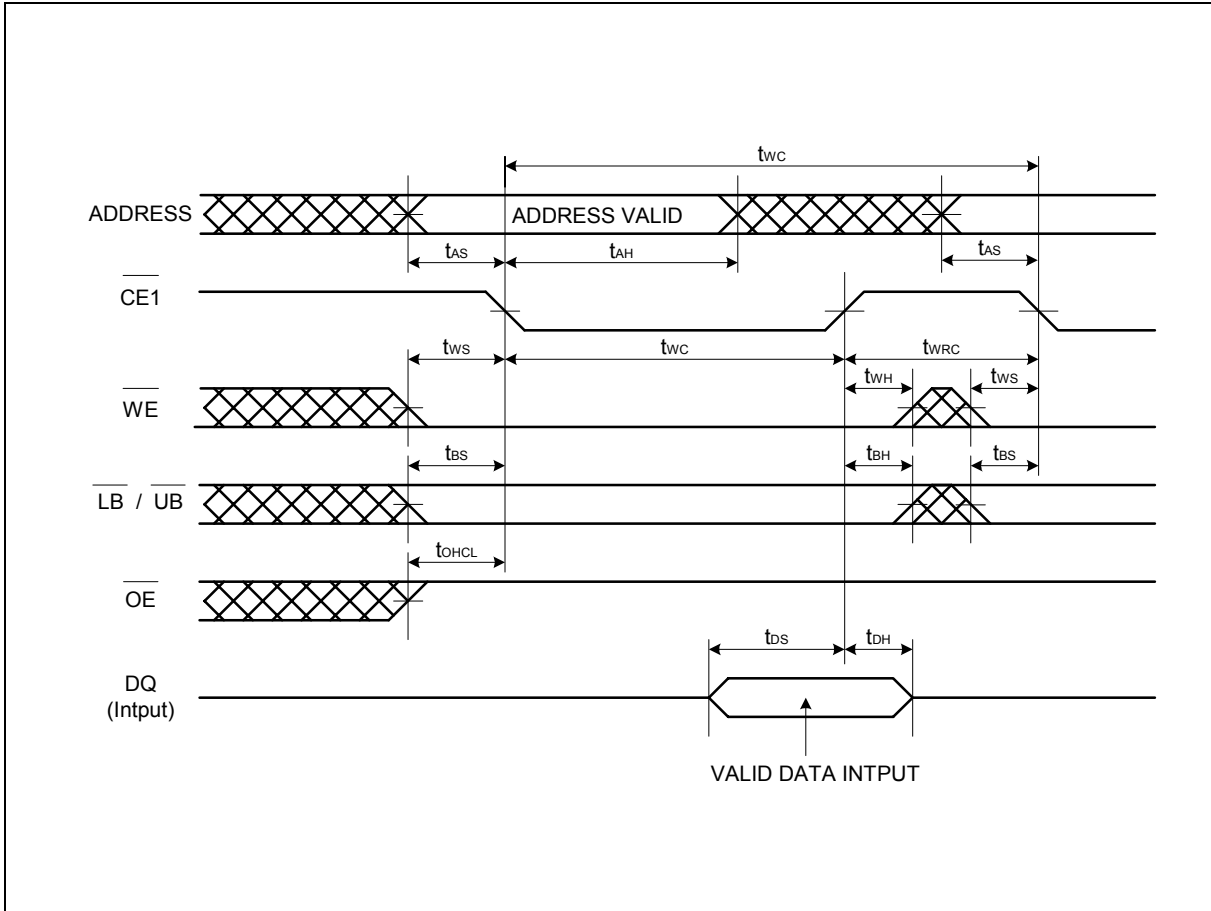 tWC
ADDRESS
ADDRESS VALID
tAS
tAH
tAS
CE1
tWS
tWC
tWRC
tWH
tWS
WE
tBS
tBH
tBS
LB / UB
tOHCL
OE
tDS
tDH
DQ
(Intput)
VALID DATA INTPUT